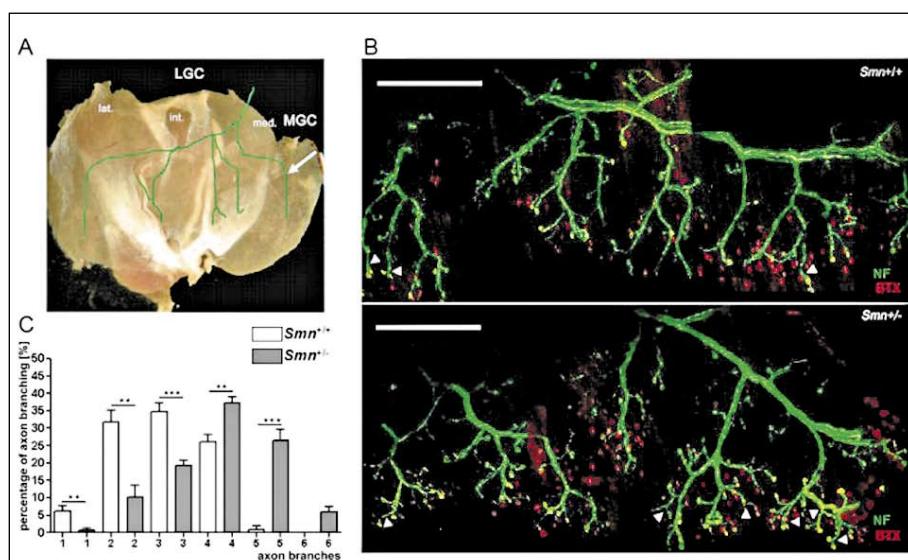 A
LGC
lat.
int.
med.
MGC
B
Smn+/+
NF
BTX
Smn+/-
NF
BTX
C
Smn+/+
Smn+/-
percentage of axon branching [%]
50
45
40
35
30
25
20
15
10
5
0
** ** *** ** ***
1 1 2 2 3 3 4 4 5 5 6 6
axon branches